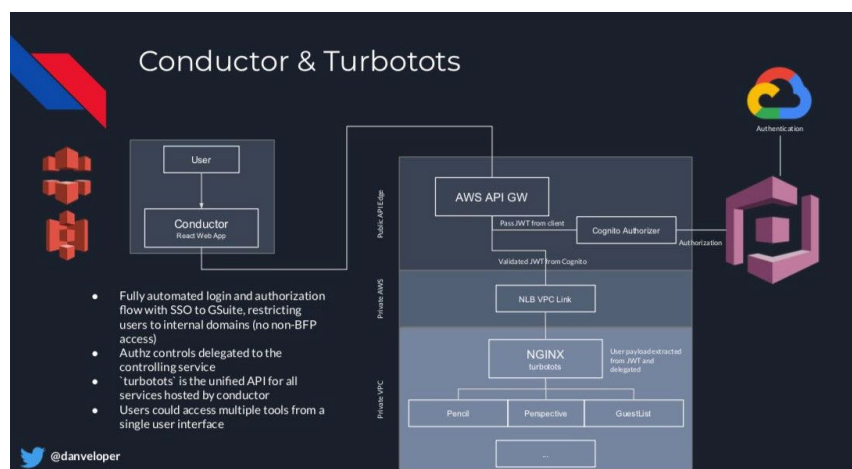 Conductor & Turbotots
Authentication
User
Conductor
React Web App
Public API Edge
AWS API GW
Pass JWT from client
Cognito Authorizer
Authorization
Validated JWT from Cognito
Private AWS
NLB VPC Link
Private VPC
NGINX
turbotots
User payload extracted
from JWT and
delegated
Pencil
Perspective
GuestList
...
● Fully automated login and authorization
flow with SSO to GSuite, restricting
users to internal domains (no non-BFP
access)
● Authz controls delegated to the
controlling service
● `turbotots` is the unified API for all
services hosted by conductor
● Users could access multiple tools from a
single user interface
@danveloper